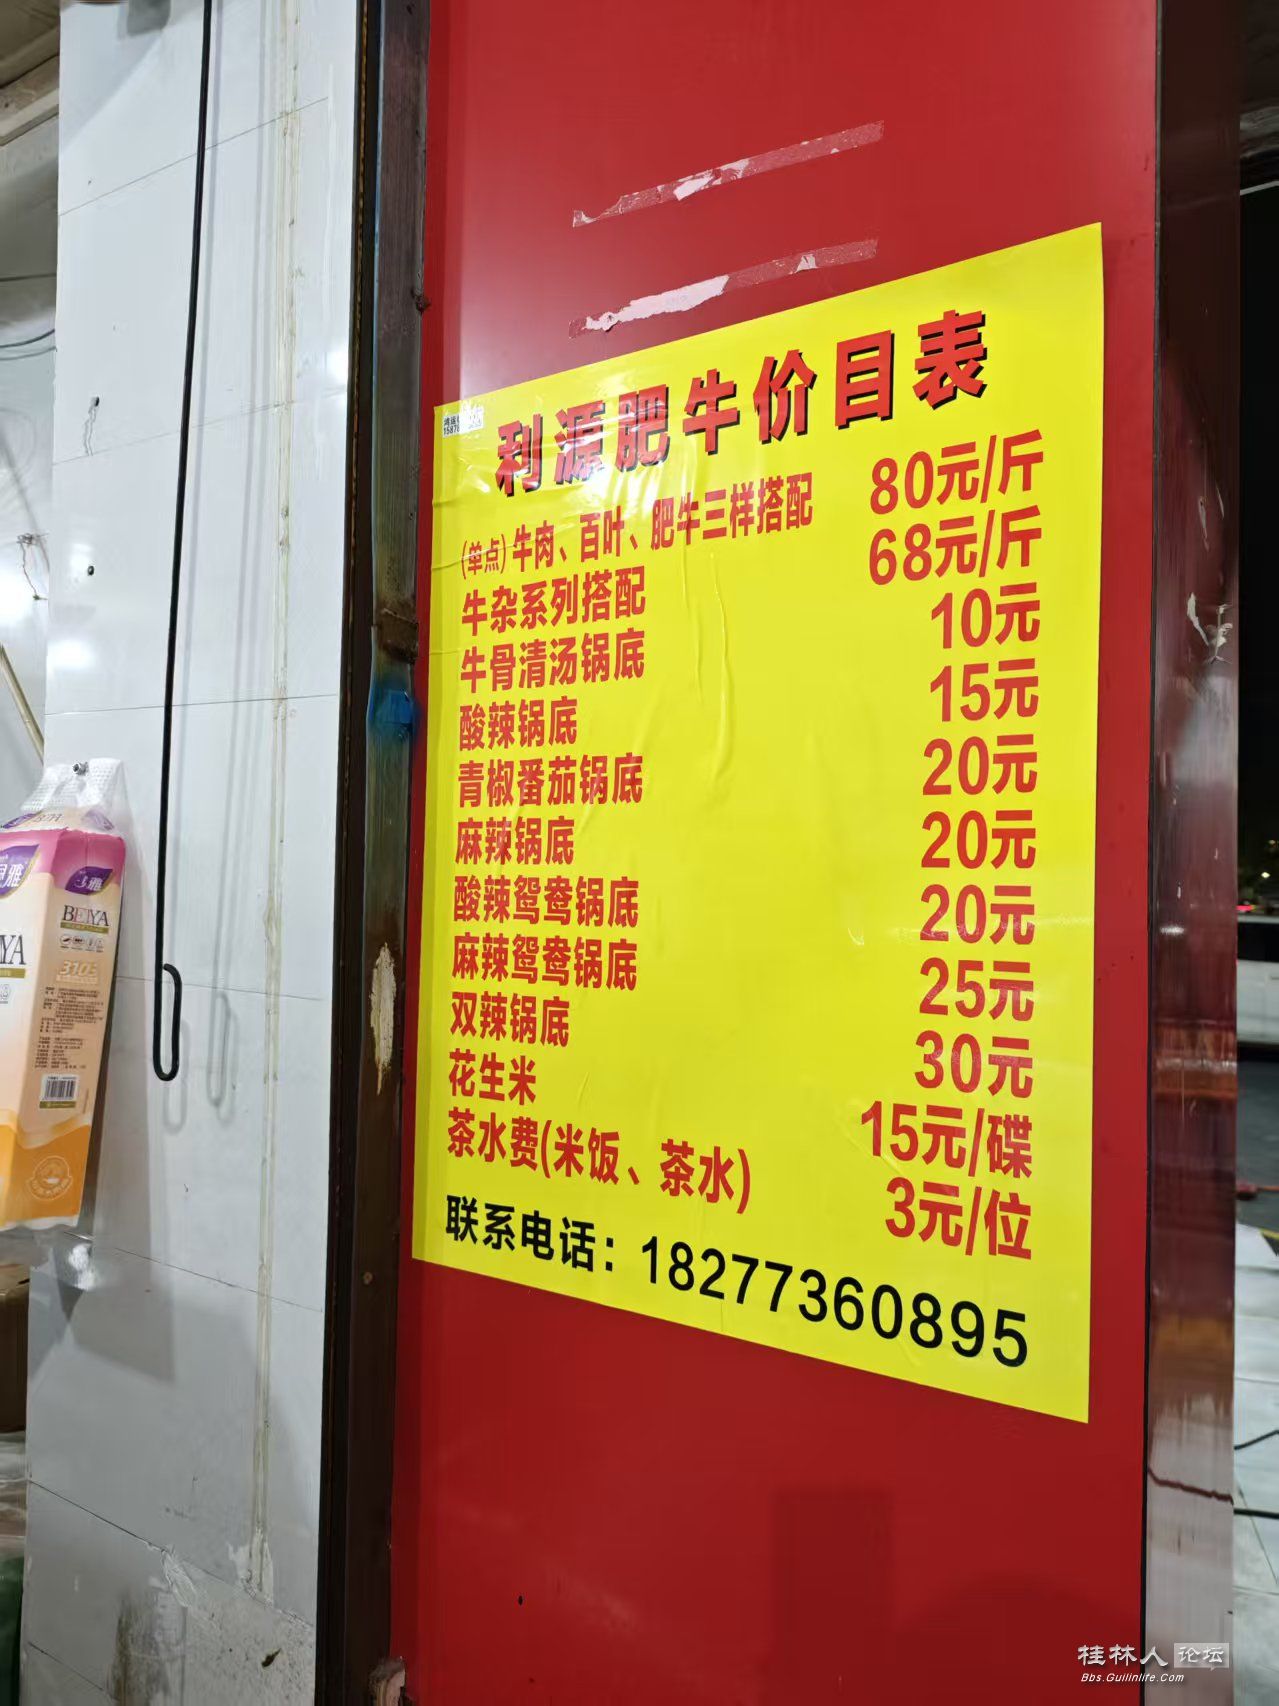 利源肥牛价目表
(单点)牛肉、百叶、肥牛三样搭配 80元/斤
牛杂系列搭配 68元/斤
牛骨清汤锅底 10元
酸辣锅底 15元
青椒番茄锅底 20元
麻辣锅底 20元
酸辣鸳鸯锅底 20元
麻辣鸳鸯锅底 25元
双辣锅底 30元
花生米 15元/碟
茶水费(米饭、茶水) 3元/位
联系电话：18277360895
雅
BEIYA
3103
YA
桂林人论坛
Bbs.Guilinlife.Com